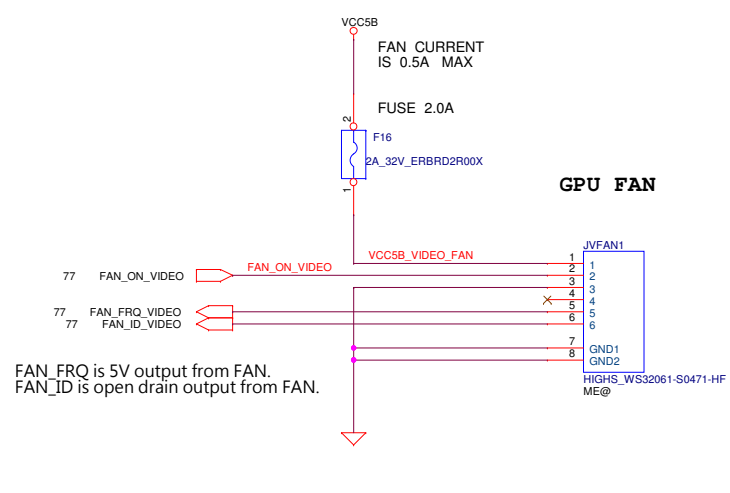 VCC5B
FAN CURRENT
IS 0.5A MAX
FUSE 2.0A
2
F16
2A_32V_ERBRD2R00X
1
GPU FAN
JVFAN1
VCC5B_VIDEO_FAN
1
1
77 FAN_ON_VIDEO
FAN_ON_VIDEO
2
2
3
3
4
4
77 FAN_FRQ_VIDEO
5
5
77 FAN_ID_VIDEO
6
6
7
GND1
8
GND2
FAN_FRQ is 5V output from FAN.
FAN_ID is open drain output from FAN.
HIGHS_WS32061-S0471-HF
ME@